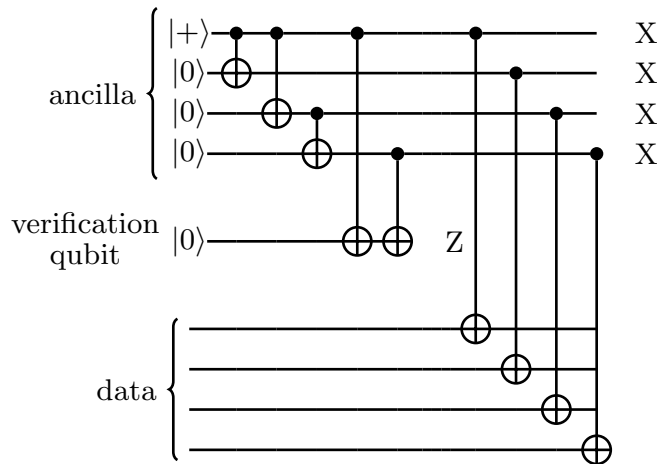 |+⟩ X
|0⟩ X
ancilla
|0⟩ X
|0⟩ X
verification
qubit
|0⟩ Z
data